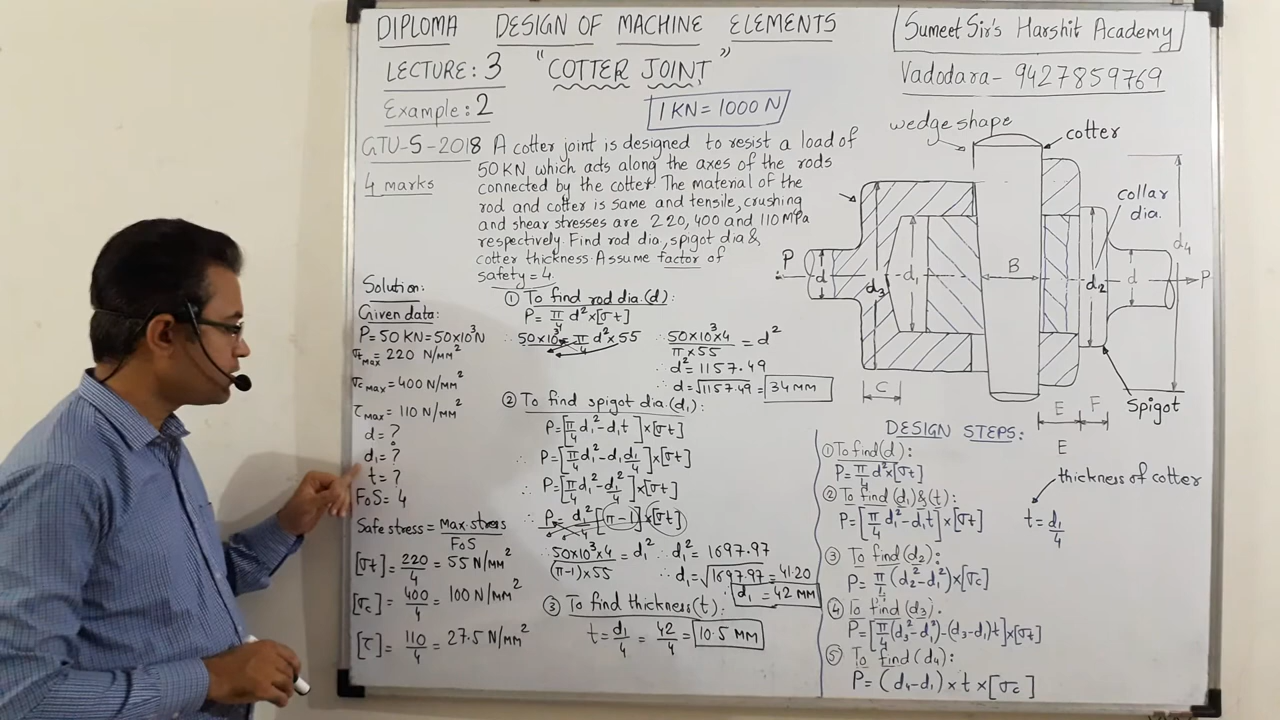 DIPLOMA DESIGN OF MACHINE ELEMENTS
LECTURE: 3 "COTTER JOINT"
Example: 2
1KN = 1000 N
Sumeet Sir's Harshit Academy
Vadodara - 9427859769
GTU-S-2018 A cotter joint is designed to resist a load of
4 marks
50 KN, which acts along the axes of the rods
connected by the cotter. The material of the
rod and cotter is same and tensile, crushing
and shear stresses are 220, 400 and 110 MPa
respectively. Find rod dia, spigot dia &
cotter thickness. Assume factor of
safety = 4.
Solution:
Given data:
P = 50 KN = 50×10³ N
σt max = 220 N/mm²
σc max = 400 N/mm²
τ max = 110 N/mm²
d = ?
d₁ = ?
t = ?
FoS = 4
Safe stress = Max. stress / FoS
[σt] = 220/4 = 55 N/mm²
[σc] = 400/4 = 100 N/mm²
[τ] = 110/4 = 27.5 N/mm²
① To find rod dia.(d):
P = π/4 d² × [σt]
∴ 50×10³ = π/4 d² × 55
∴ 50×10³×4 / π×55 = d²
∴ d² = 1157.49
∴ d = √1157.49 = 34 MM
② To find spigot dia.(d₁):
P = [π/4 d₁² - d₁t] × [σt]
∴ P = [π/4 d₁² - d₁ d₁/4] × [σt]
∴ P = [π/4 d₁² - d₁²/4] × [σt]
∴ P = d₁²/4 [π-1] × [σt]
∴ 50×10³×4 / (π-1)×55 = d₁²
∴ d₁² = 1697.97
∴ d₁ = √1697.97 = 41.20
∴ d₁ = 42 MM
③ To find thickness(t):
t = d₁/4 = 42/4 = 10.5 MM
wedge shape
cotter
collar
dia.
P
d
d₃
d₁
B
d₂
d
d₄
P
C
E
F
Spigot
E
DESIGN STEPS:
① To find(d):
P = π/4 d² × [σt]
② To find (d₁)&(t):
P = [π/4 d₁² - d₁t] × [σt]
thickness of cotter
t = d₁/4
③ To find(d₂):
P = π/4 (d₂² - d₁²) × [σc]
④ To find (d₃):
P = [π/4 (d₃² - d₁²) - (d₃ - d₁)t] × [σt]
⑤ To find (d₄):
P = (d₄ - d₁) × t × [σc]